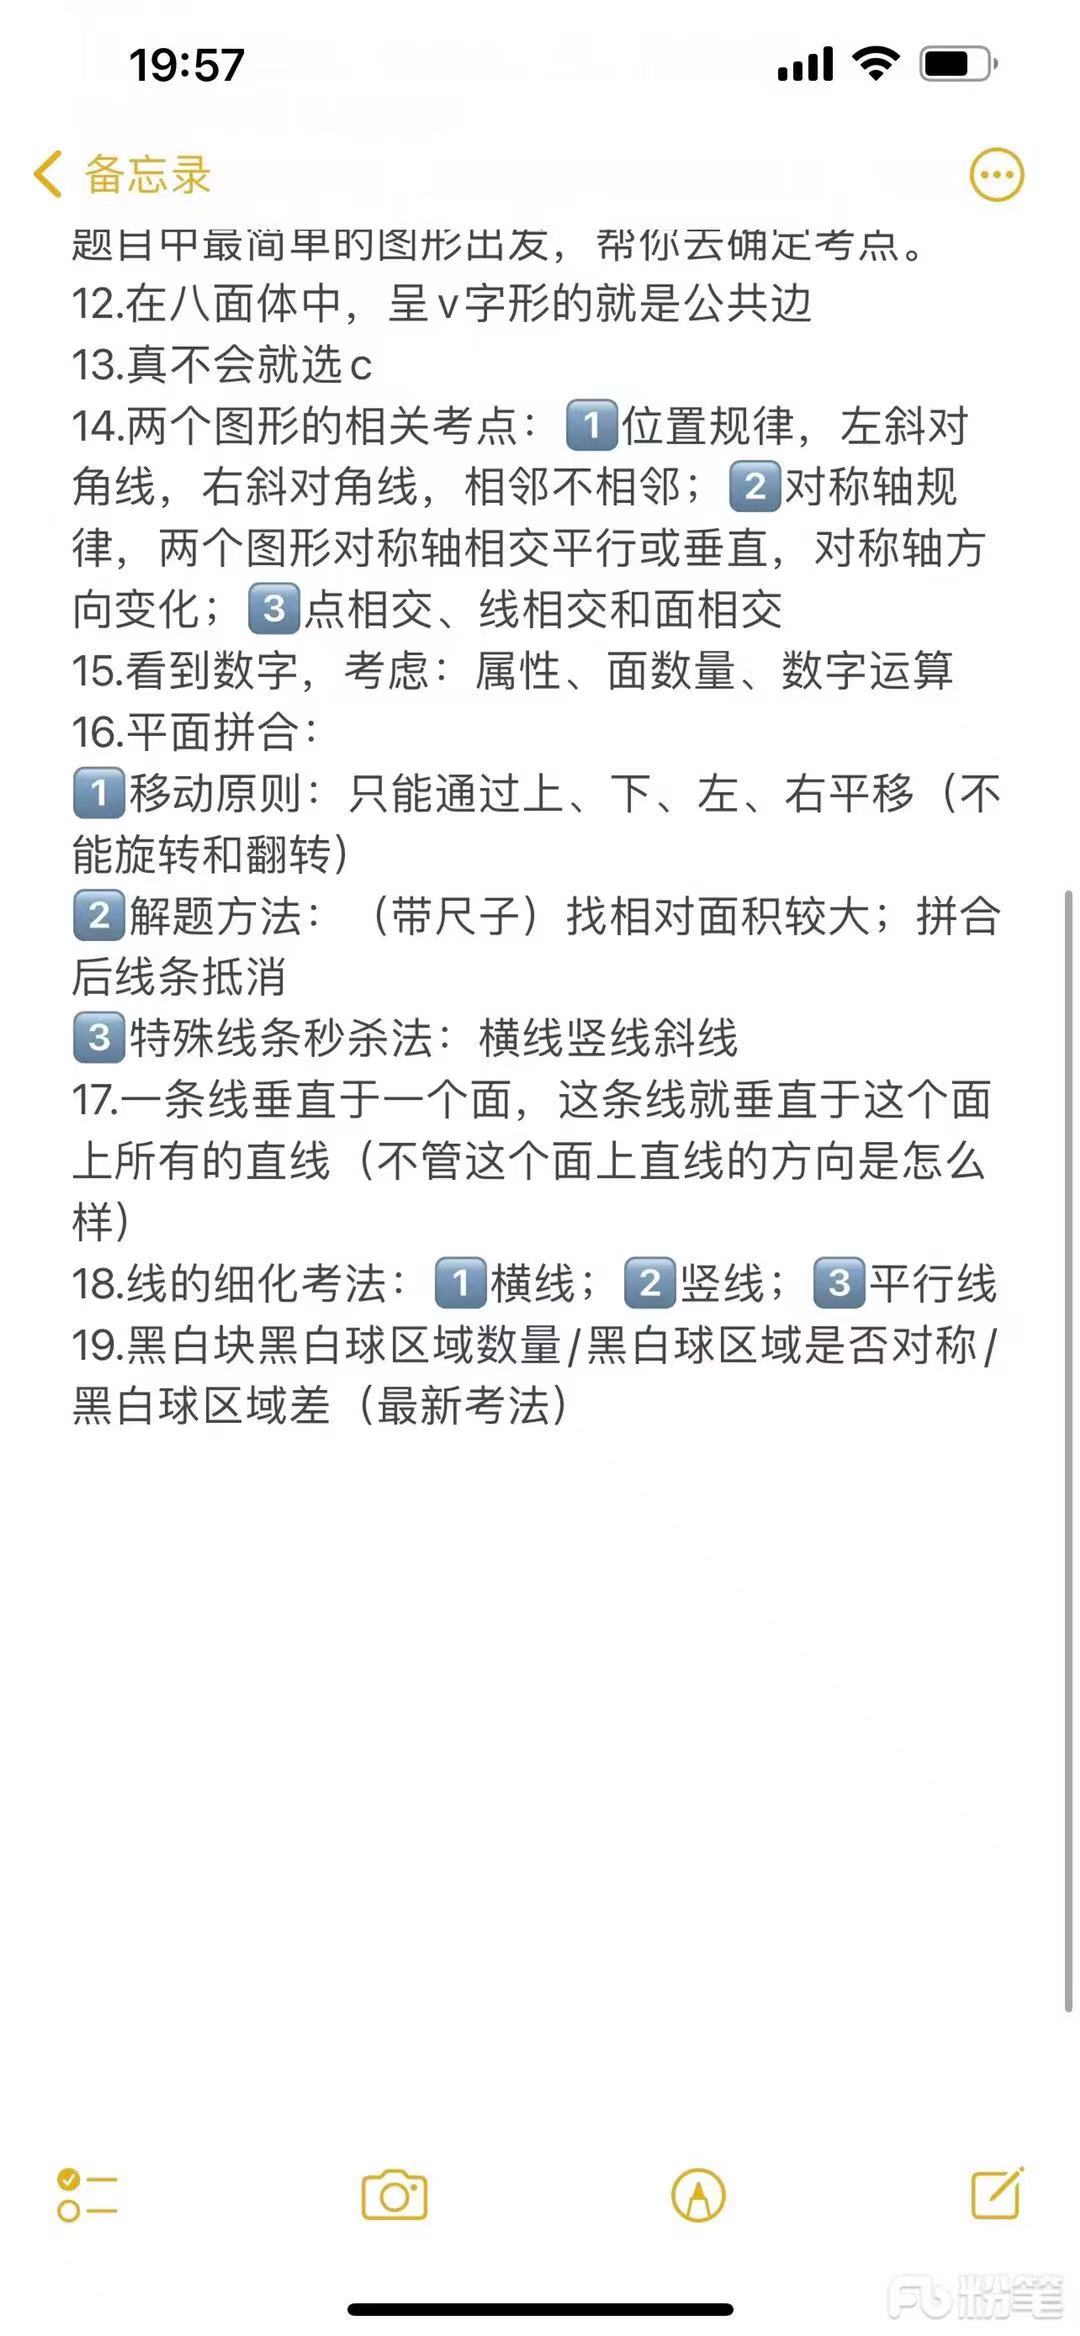 19:57
备忘录
题目中最简单的图形出发，帮你去确定考点。
12.在八面体中，呈v字形的就是公共边
13.真不会就选c
14.两个图形的相关考点：1️⃣位置规律，左斜对
角线，右斜对角线，相邻不相邻；2️⃣对称轴规
律，两个图形对称轴相交平行或垂直，对称轴方
向变化；3️⃣点相交、线相交和面相交
15.看到数字，考虑：属性、面数量、数字运算
16.平面拼合：
1️⃣移动原则：只能通过上、下、左、右平移（不
能旋转和翻转）
2️⃣解题方法：（带尺子）找相对面积较大；拼合
后线条抵消
3️⃣特殊线条秒杀法：横线竖线斜线
17.一条线垂直于一个面，这条线就垂直于这个面
上所有的直线（不管这个面上直线的方向是怎么
样）
18.线的细化考法：1️⃣横线；2️⃣竖线；3️⃣平行线
19.黑白块黑白球区域数量/黑白球区域是否对称/
黑白球区域差（最新考法）
Fb粉笔